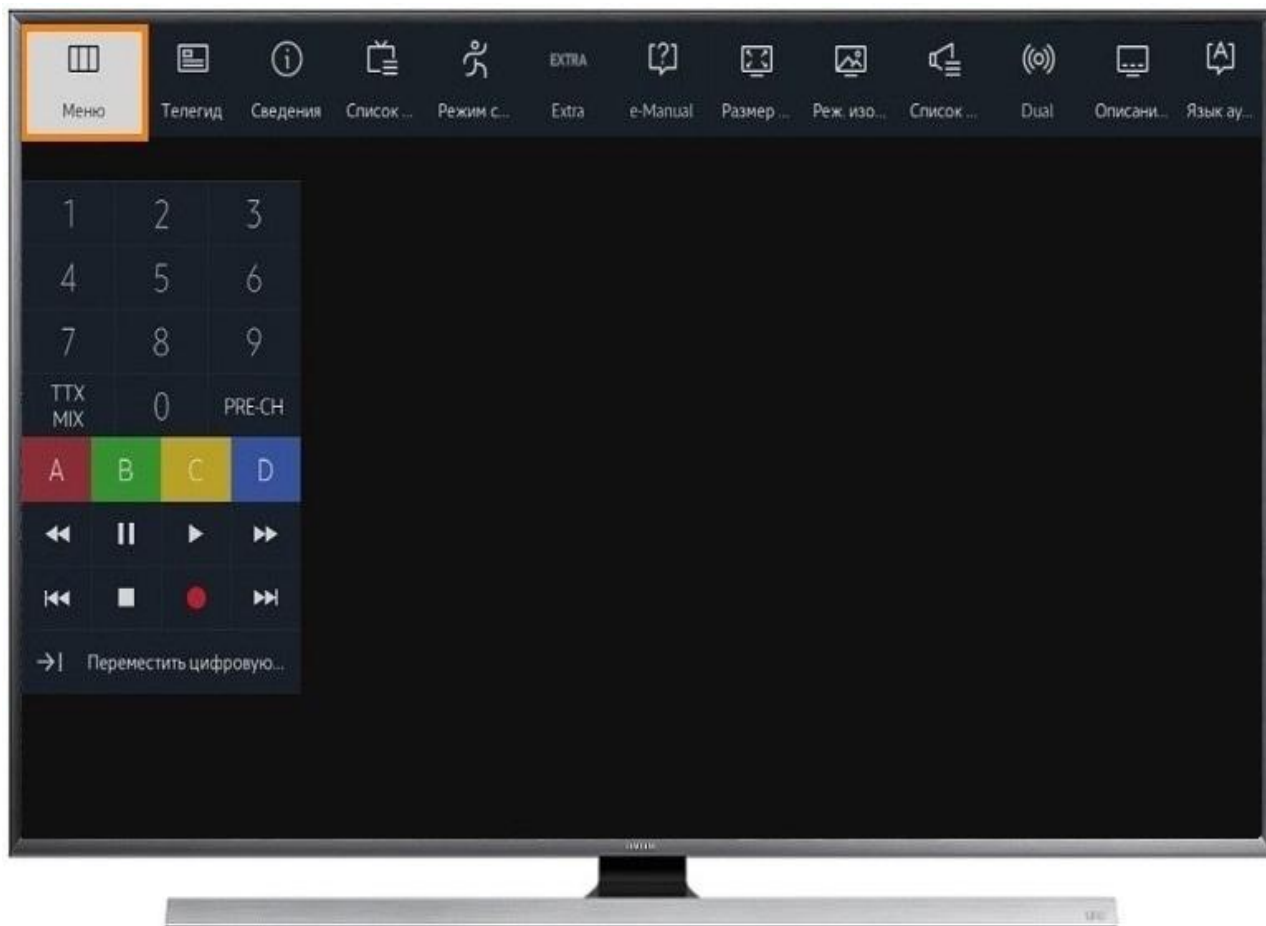 EXTRA
Меню
Телегид
Сведения
Список ...
Режим с...
Extra
e-Manual
Размер ...
Реж. изо...
Список ...
Dual
Описани...
Язык ау...
1 2 3
4 5 6
7 8 9
TTX
MIX
0
PRE-CH
A B C D
Переместить цифровую...
SAMSUNG